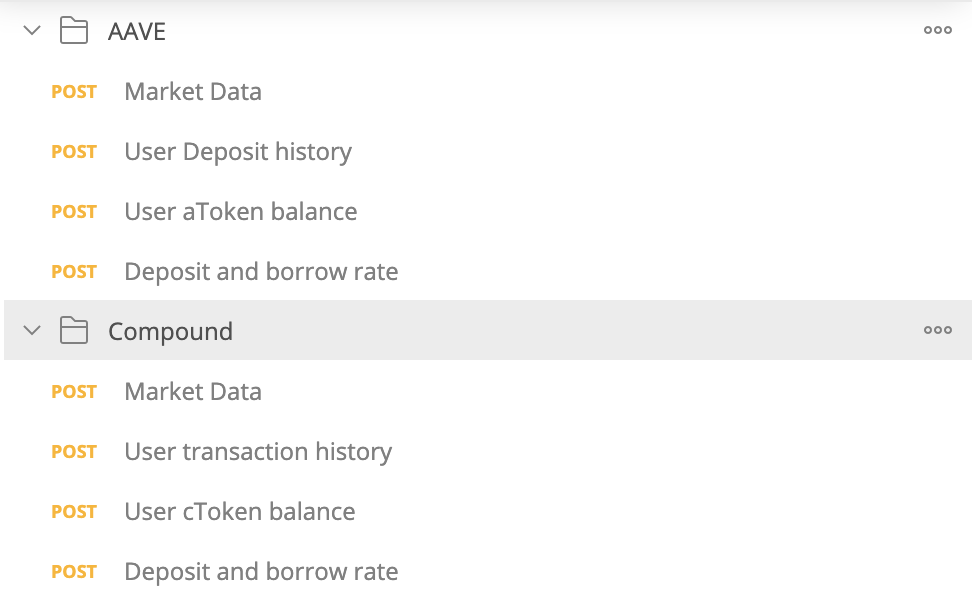 AAVE
POST Market Data
POST User Deposit history
POST User aToken balance
POST Deposit and borrow rate
Compound
POST Market Data
POST User transaction history
POST User cToken balance
POST Deposit and borrow rate